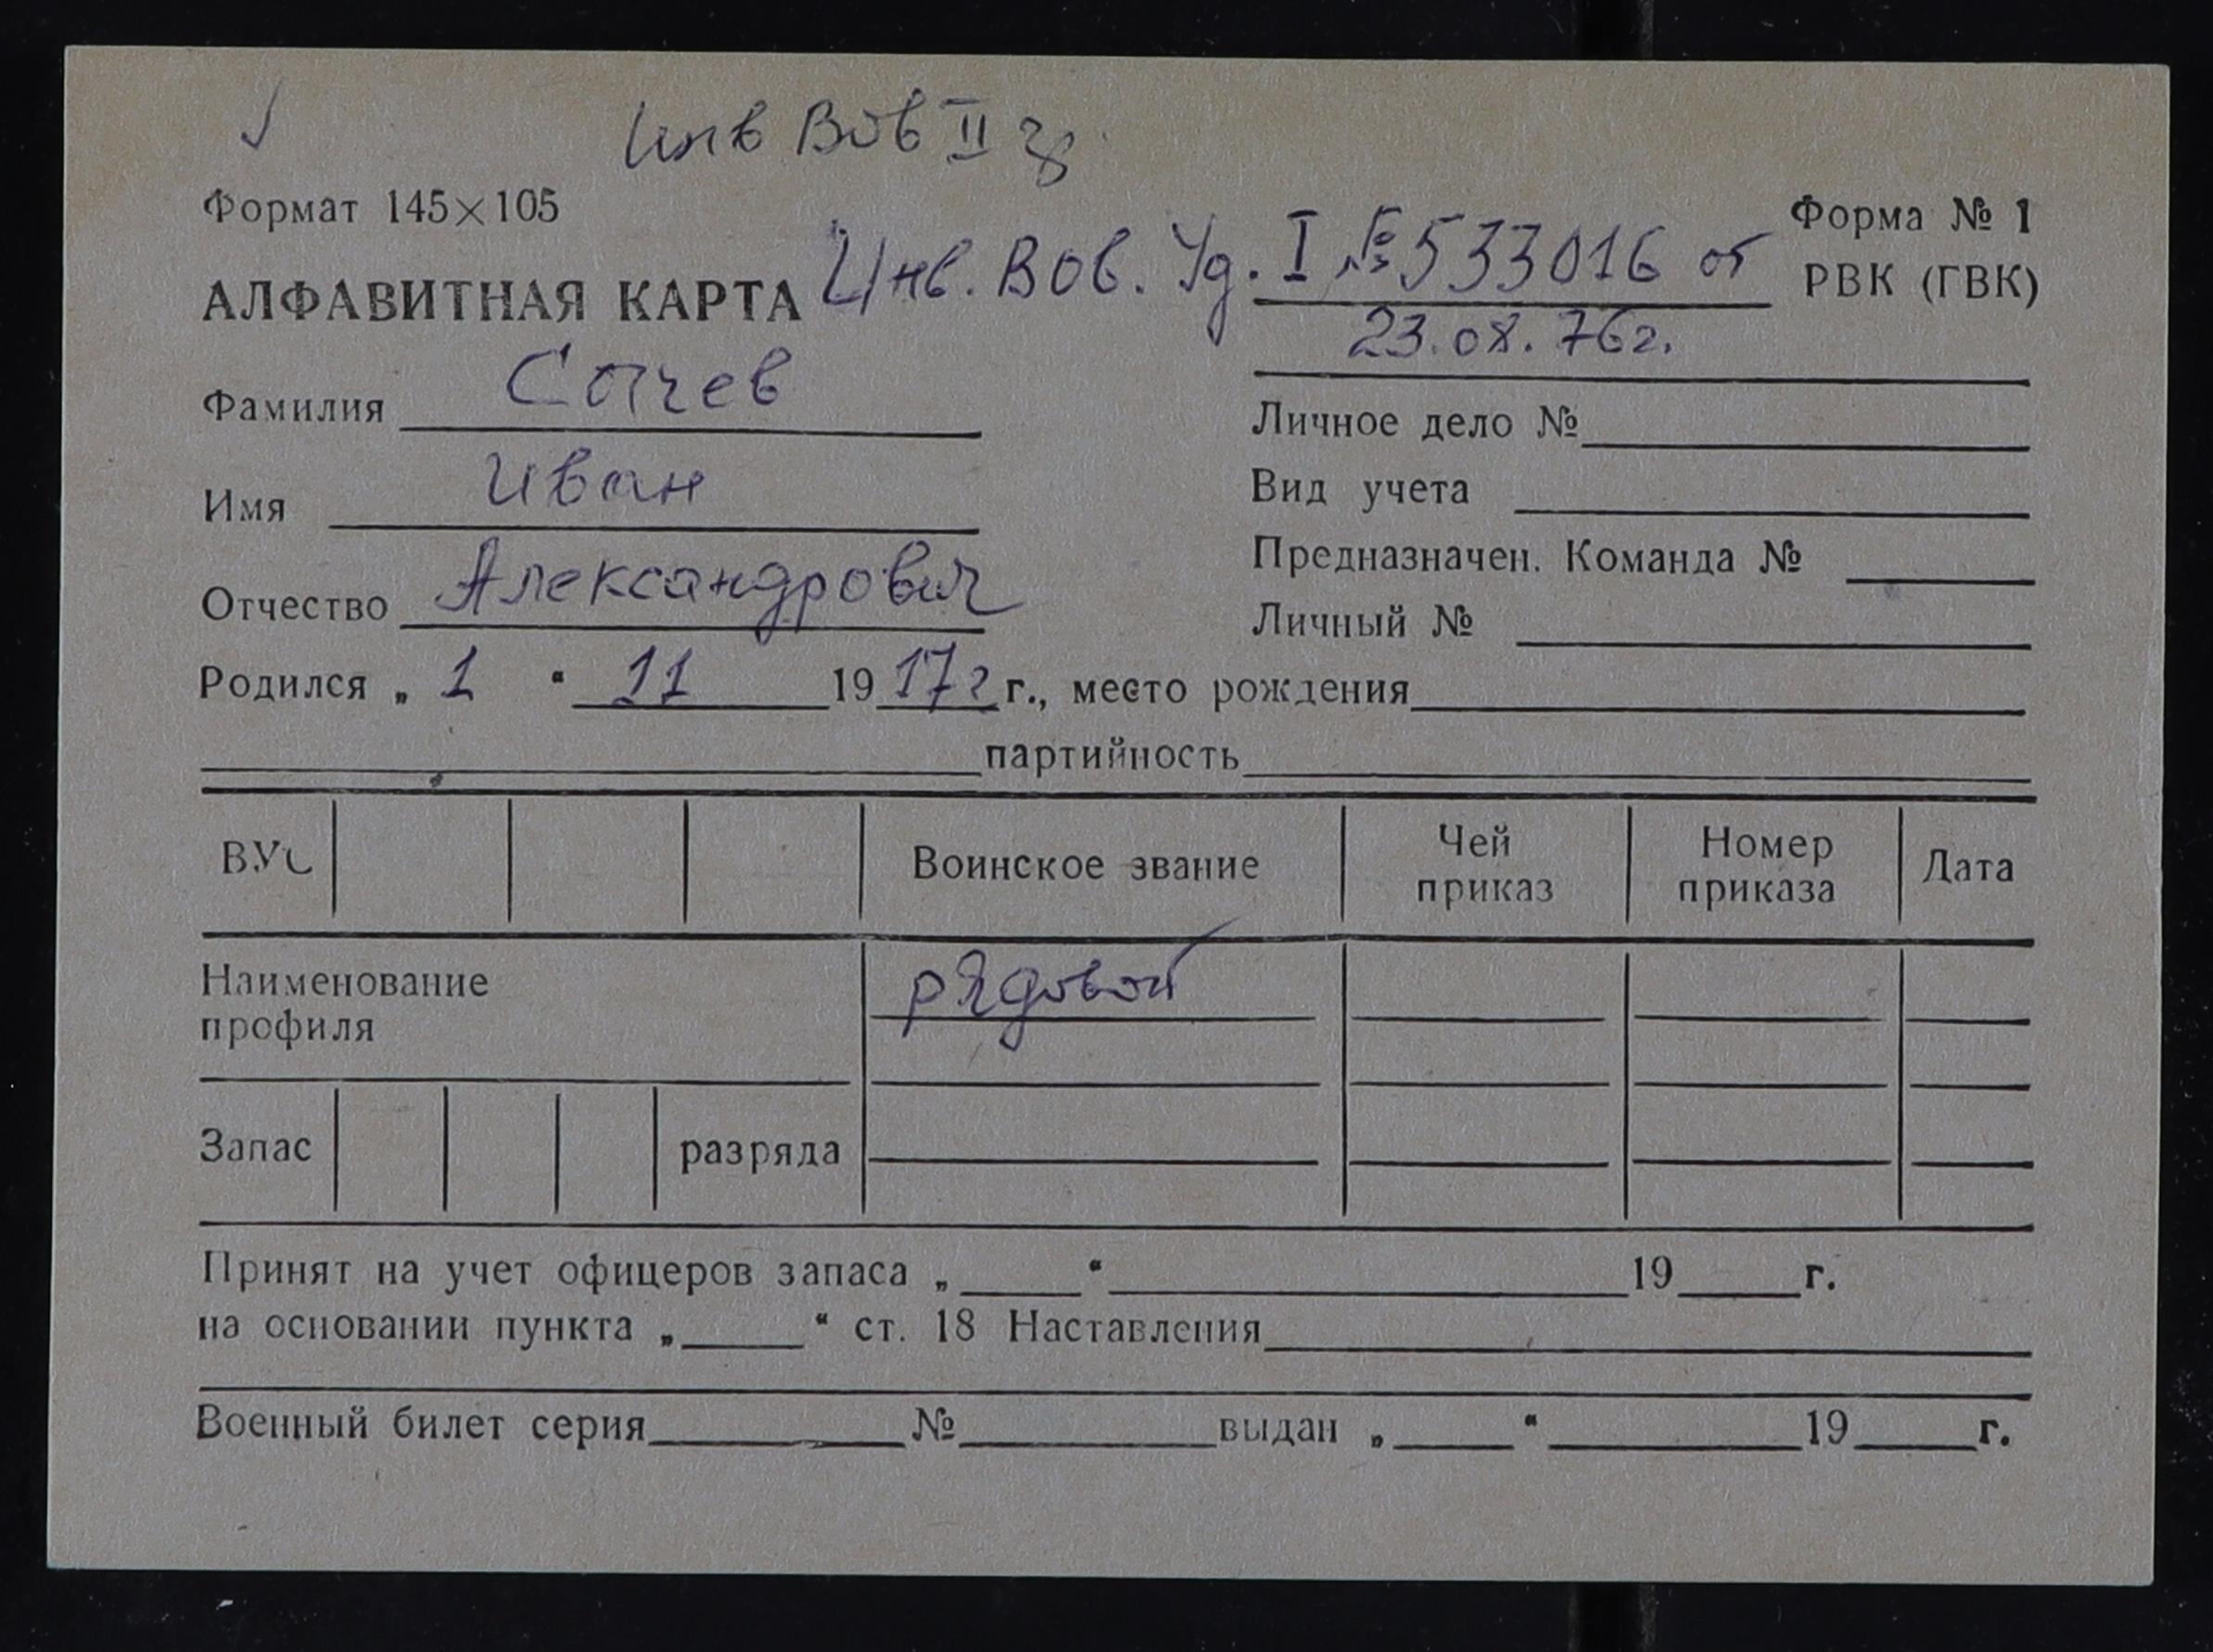 Инв Вов II гр.
Формат 145×105
Форма № 1
АЛФАВИТНАЯ КАРТА Инв. Вов. Уд. I № 533016 от
РВК (ГВК)
23.08.76г.
Фамилия Сычев
Личное дело №
Имя Иван
Вид учета
Предназначен. Команда №
Отчество Александрович
Личный №
Родился „ 1 “ 11 1917г г., место рождения
партийность
ВУС Воинское звание Чей приказ Номер приказа Дата
Наименование профиля рядовой
Запас разряда
Принят на учет офицеров запаса „ “ 19 г.
на основании пункта „ “ ст. 18 Наставления
Военный билет серия № выдан „ “ 19 г.